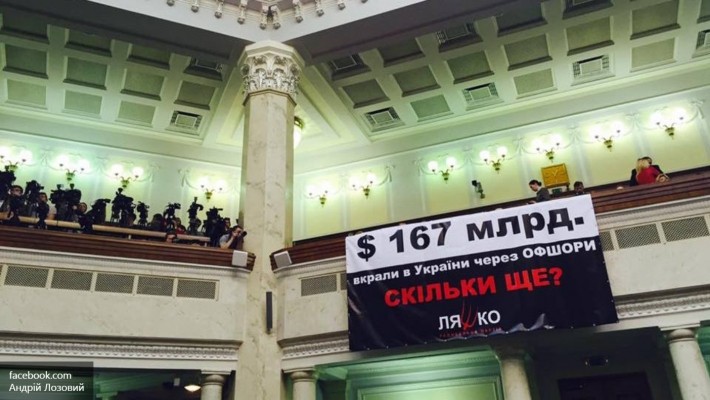 $ 167 млрд.
вкрали в України через ОФШОРИ
СКІЛЬКИ ЩЕ?
ЛЯШКО
facebook.com
Андрій Лозовий